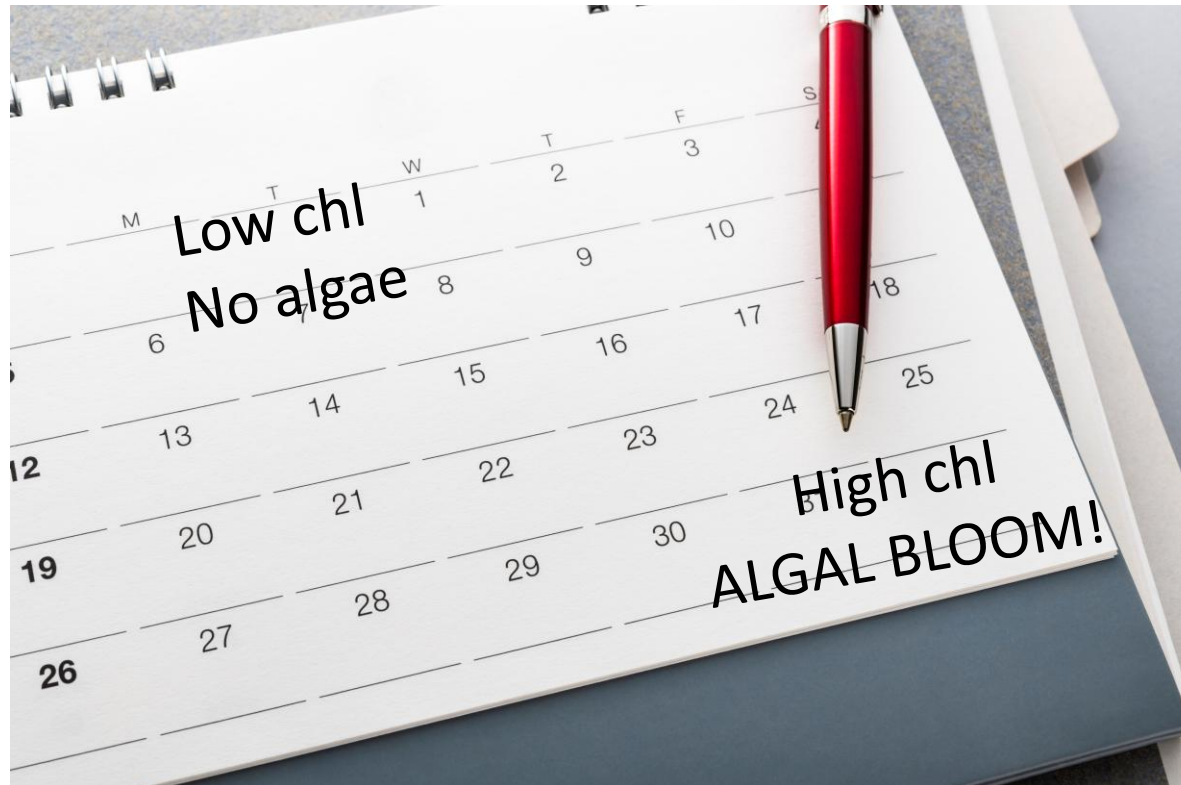 M T W T F S
1 2 3 4
Low chl
No algae
6 7 8 9 10
12 13 14 15 16 17 18
19 20 21 22 23 24 25
26 27 28 29 30
High chl
ALGAL BLOOM!